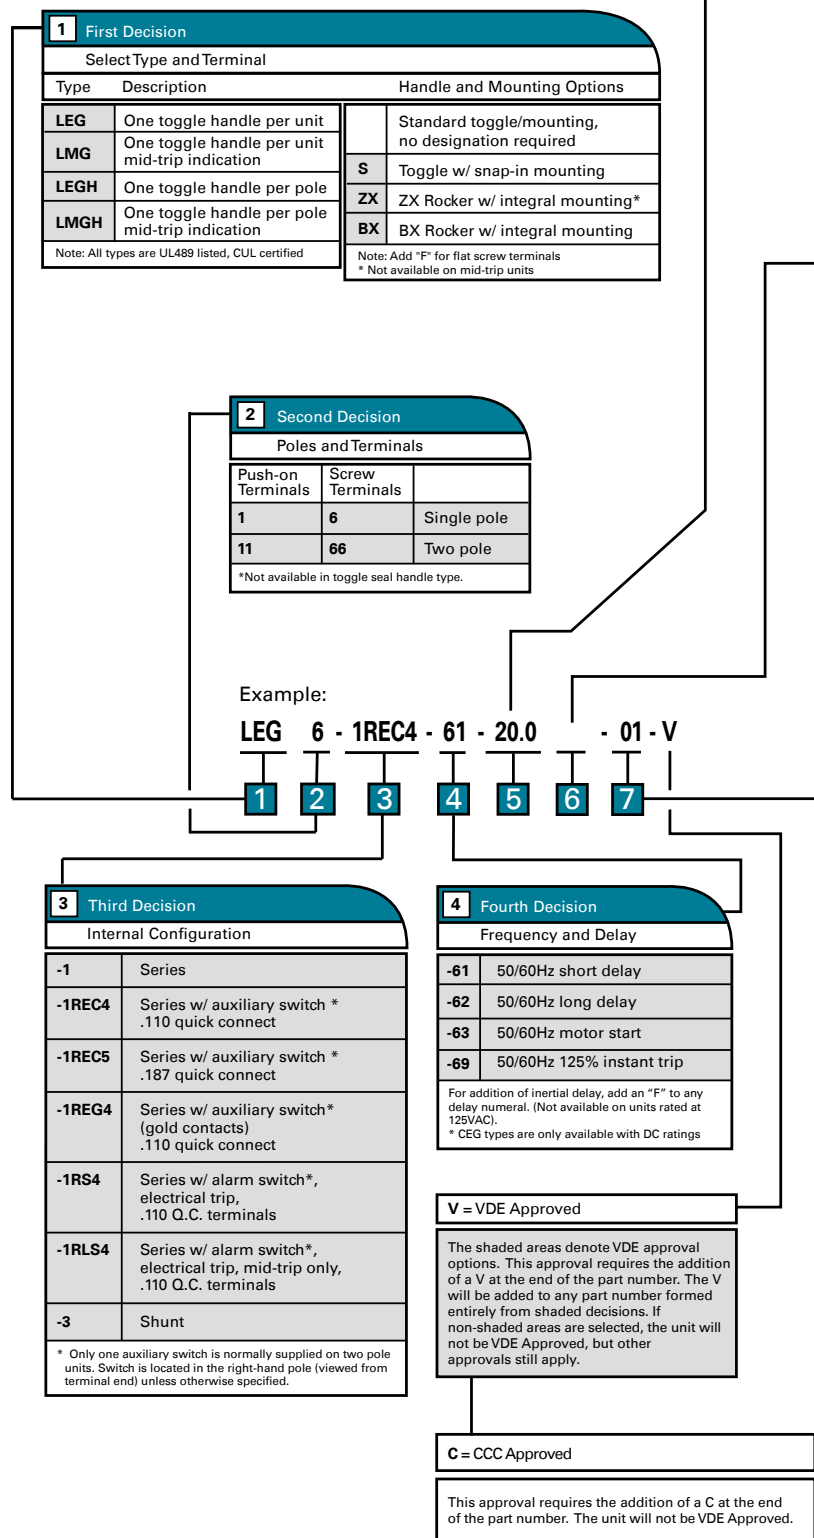 1 First Decision
Select Type and Terminal
Type Description Handle and Mounting Options
LEG One toggle handle per unit
LMG One toggle handle per unit
mid-trip indication
LEGH One toggle handle per pole
LMGH One toggle handle per pole
mid-trip indication
Note: All types are UL489 listed, CUL certified
Standard toggle/mounting,
no designation required
S Toggle w/ snap-in mounting
ZX ZX Rocker w/ integral mounting*
BX BX Rocker w/ integral mounting
Note: Add "F" for flat screw terminals
* Not available on mid-trip units
2 Second Decision
Poles and Terminals
Push-on
Terminals
Screw
Terminals
1 6 Single pole
11 66 Two pole
*Not available in toggle seal handle type.
Example:
LEG 6 - 1REC4 - 61 - 20.0 - 01 - V
1 2 3 4 5 6 7
3 Third Decision
Internal Configuration
-1 Series
-1REC4 Series w/ auxiliary switch *
.110 quick connect
-1REC5 Series w/ auxiliary switch *
.187 quick connect
-1REG4 Series w/ auxiliary switch*
(gold contacts)
.110 quick connect
-1RS4 Series w/ alarm switch*,
electrical trip,
.110 Q.C. terminals
-1RLS4 Series w/ alarm switch*,
electrical trip, mid-trip only,
.110 Q.C. terminals
-3 Shunt
* Only one auxiliary switch is normally supplied on two pole
units. Switch is located in the right-hand pole (viewed from
terminal end) unless otherwise specified.
4 Fourth Decision
Frequency and Delay
-61 50/60Hz short delay
-62 50/60Hz long delay
-63 50/60Hz motor start
-69 50/60Hz 125% instant trip
For addition of inertial delay, add an “F” to any
delay numeral. (Not available on units rated at
125VAC).
* CEG types are only available with DC ratings
V = VDE Approved
The shaded areas denote VDE approval
options. This approval requires the addition
of a V at the end of the part number. The V
will be added to any part number formed
entirely from shaded decisions. If
non-shaded areas are selected, the unit will
not be VDE Approved, but other
approvals still apply.
C = CCC Approved
This approval requires the addition of a C at the end
of the part number. The unit will not be VDE Approved.